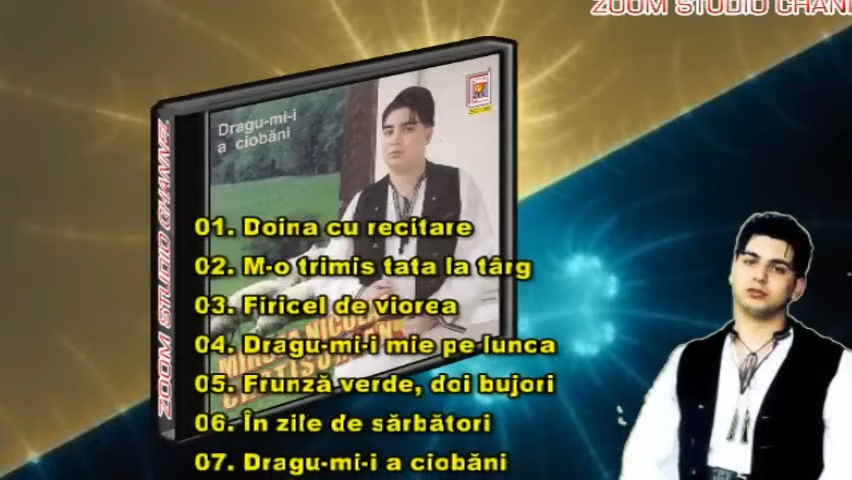 ZOOM STUDIO CHAN
Dragu-mi-i
a ciobăni
ZOOM STUDIO CHANNEL
01. Doina cu recitare
02. M-o trimis tata la târg
03. Firicel de viorea
04. Dragu-mi-i mie pe lunca
05. Frunză verde, doi bujori
06. În zile de sărbători
07. Dragu-mi-i a ciobăni